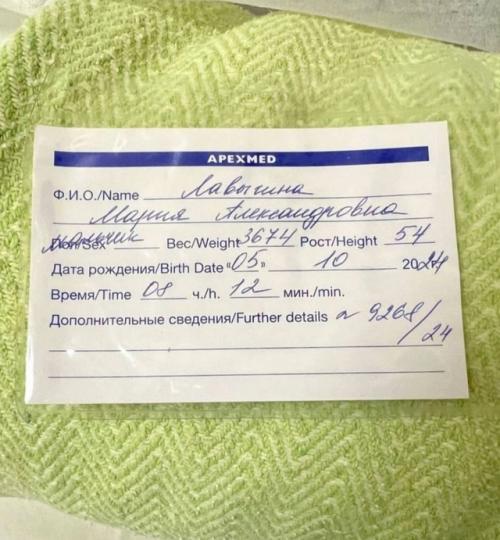 APEXMED
Ф.И.О./Name Лавыгина
Мария Александровна
Пол/Sex мальчик Вес/Weight 3674 Рост/Height 54
Дата рождения/Birth Date "05" 10 2024
Время/Time 08 ч./h. 12 мин./min.
Дополнительные сведения/Further details ~ 9268/24